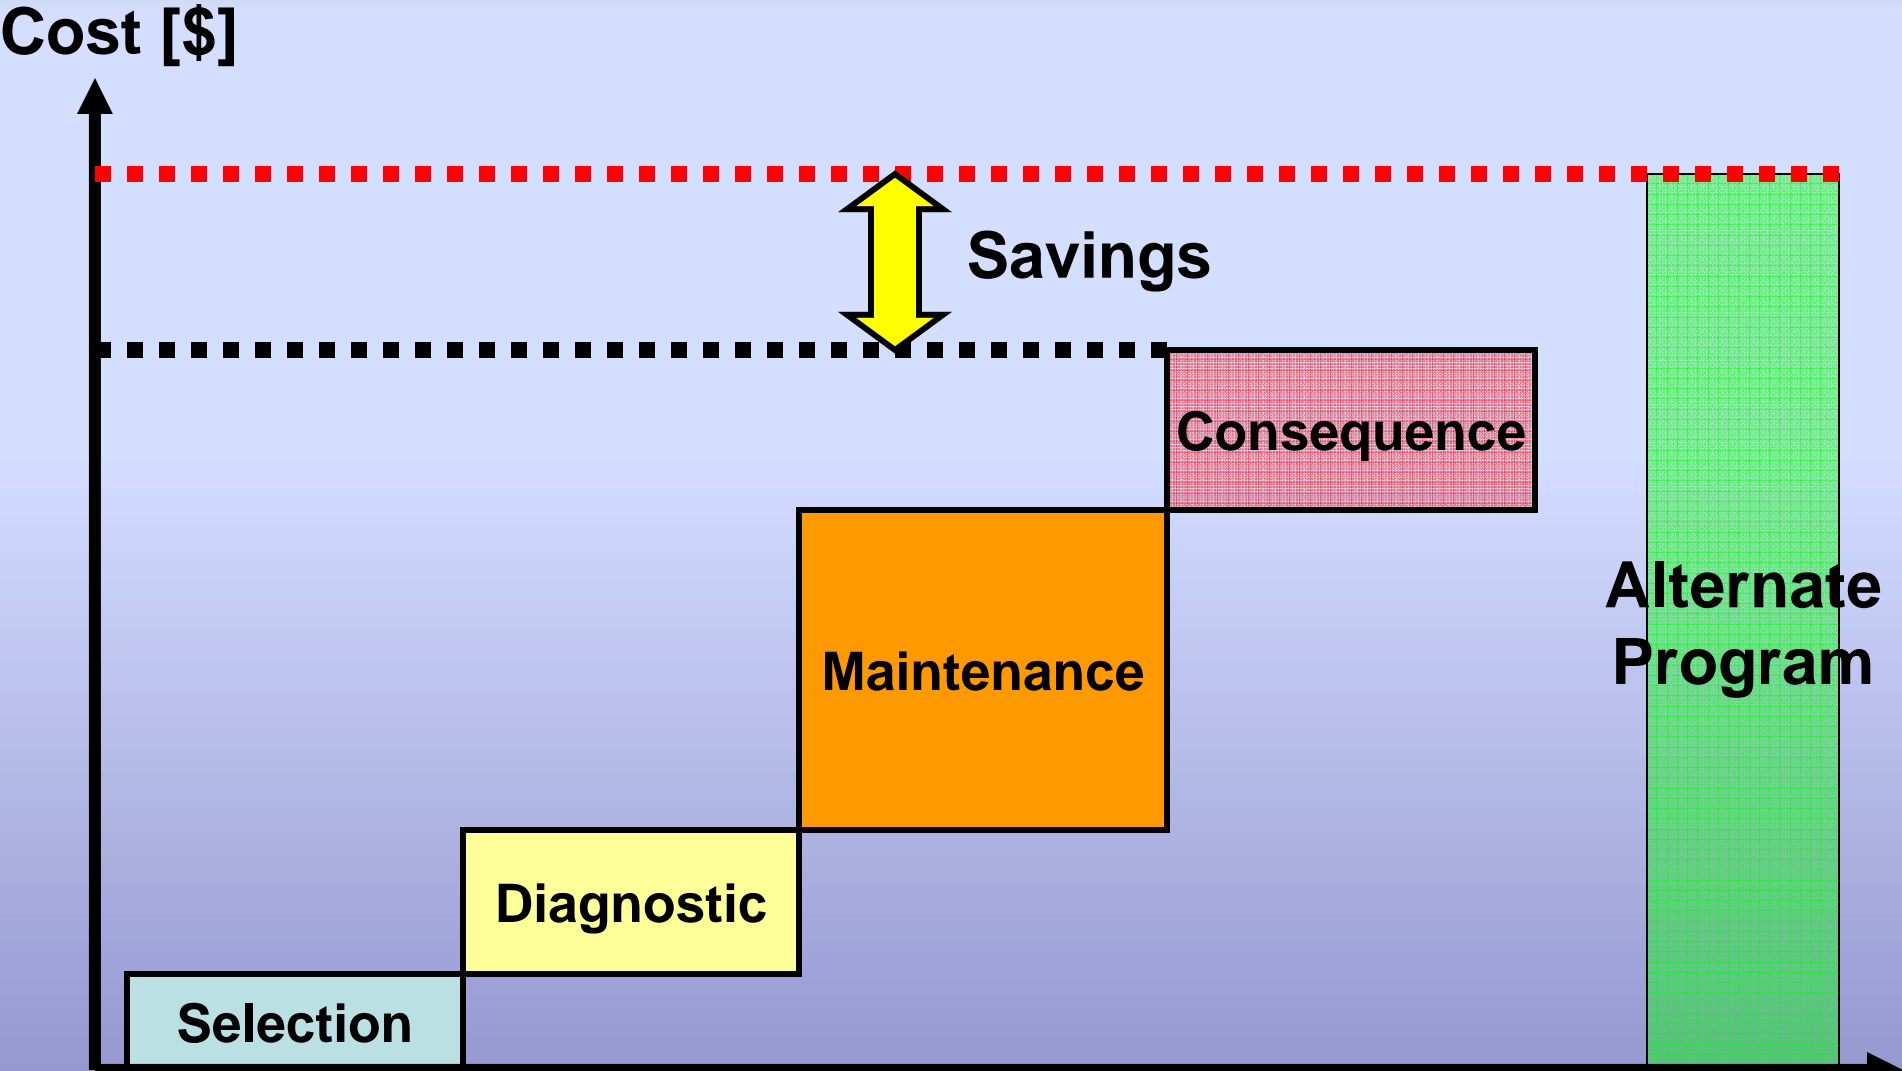 Cost [$]
Savings
Consequence
Alternate
Program
Maintenance
Diagnostic
Selection